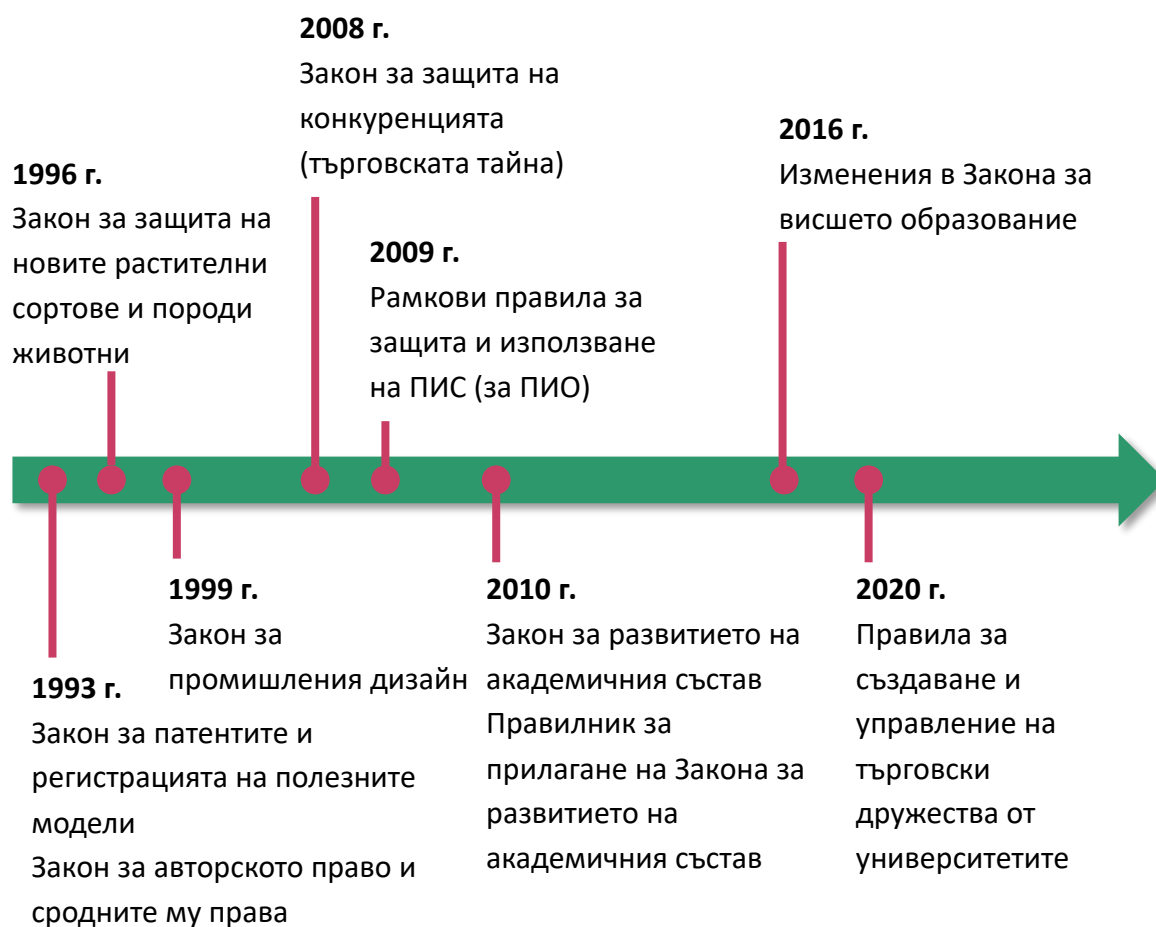 2008 г.
Закон за защита на
конкуренцията
(търговската тайна)
2016 г.
Изменения в Закона за
висшето образование
1996 г.
Закон за защита на
новите растителни
сортове и породи
животни
2009 г.
Рамкови правила за
защита и използване
на ПИС (за ПИО)
1999 г.
Закон за
промишления дизайн
2010 г.
Закон за развитието на
академичния състав
Правилник за
прилагане на Закона за
развитието на
академичния състав
2020 г.
Правила за
създаване и
управление на
търговски
дружества от
университетите
1993 г.
Закон за патентите и
регистрацията на полезните
модели
Закон за авторското право и
сродните му права